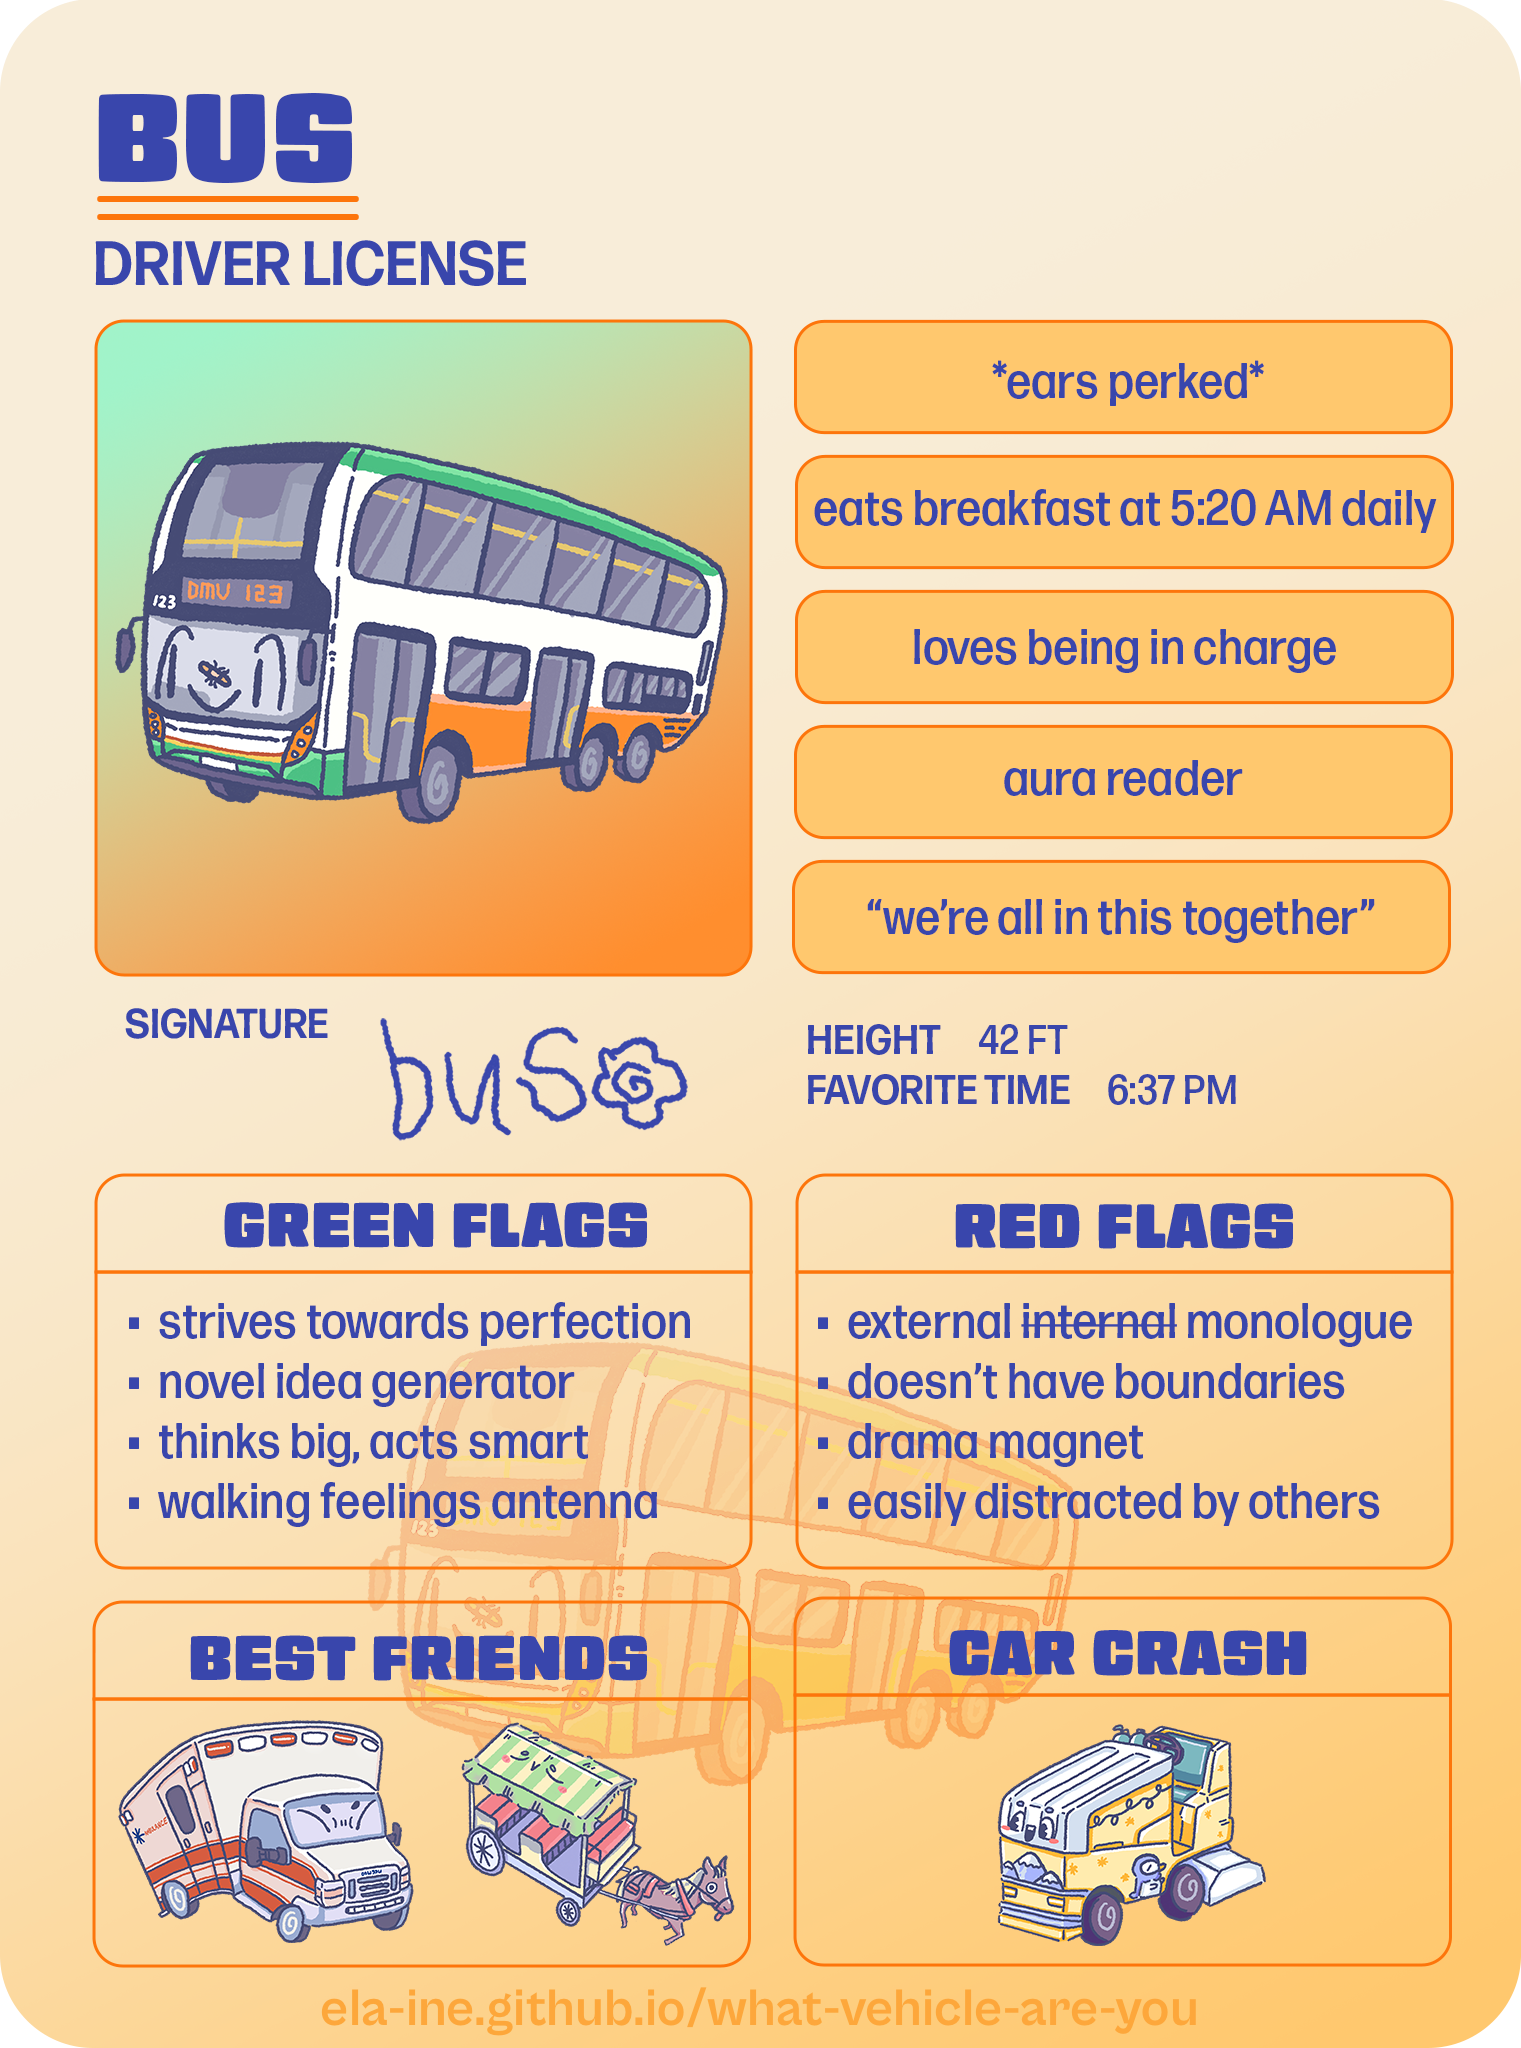 BUS
DRIVER LICENSE
DMV 123
123
*ears perked*
eats breakfast at 5:20 AM daily
loves being in charge
aura reader
“we’re all in this together”
SIGNATURE
bus
HEIGHT 42 FT
FAVORITE TIME 6:37 PM
GREEN FLAGS
▪ strives towards perfection
▪ novel idea generator
▪ thinks big, acts smart
▪ walking feelings antenna
RED FLAGS
▪ external ~~internal~~ monologue
▪ doesn’t have boundaries
▪ drama magnet
▪ easily distracted by others
123
BEST FRIENDS
CAR CRASH
ela-ine.github.io/what-vehicle-are-you